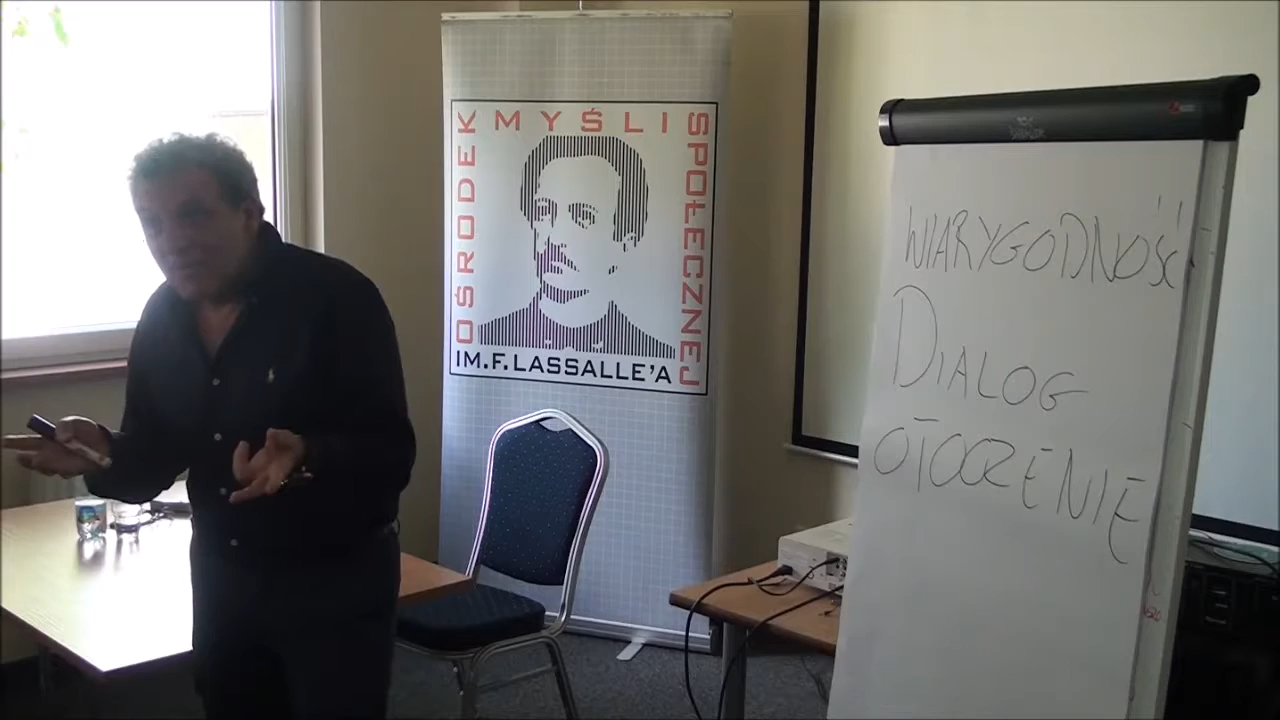 OŚRODEK MYŚLI SPOŁECZNEJ
IM.F.LASSALLE'A
WIARYGODNOŚĆ
DIALOG
OTOCZENIE